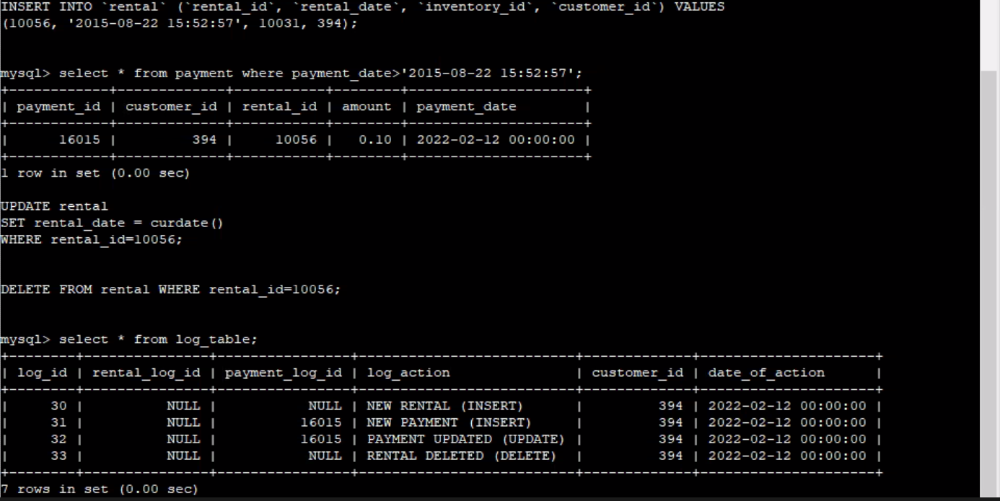 INSERT INTO `rental` (`rental_id`, `rental_date`, `inventory_id`, `customer_id`) VALUES
(10056, '2015-08-22 15:52:57', 10031, 394);
mysql> select * from payment where payment_date>'2015-08-22 15:52:57';
+------------+-------------+-----------+--------+---------------------+
| payment_id | customer_id | rental_id | amount | payment_date        |
+------------+-------------+-----------+--------+---------------------+
|      16015 |         394 |     10056 |   0.10 | 2022-02-12 00:00:00 |
+------------+-------------+-----------+--------+---------------------+
1 row in set (0.00 sec)
UPDATE rental
SET rental_date = curdate()
WHERE rental_id=10056;
DELETE FROM rental WHERE rental_id=10056;
mysql> select * from log_table;
+--------+---------------+----------------+--------------------------+-------------+---------------------+
| log_id | rental_log_id | payment_log_id | log_action               | customer_id | date_of_action      |
+--------+---------------+----------------+--------------------------+-------------+---------------------+
|     30 |          NULL |           NULL | NEW RENTAL (INSERT)      |         394 | 2022-02-12 00:00:00 |
|     31 |          NULL |          16015 | NEW PAYMENT (INSERT)     |         394 | 2022-02-12 00:00:00 |
|     32 |          NULL |          16015 | PAYMENT UPDATED (UPDATE) |         394 | 2022-02-12 00:00:00 |
|     33 |          NULL |           NULL | RENTAL DELETED (DELETE)  |         394 | 2022-02-12 00:00:00 |
+--------+---------------+----------------+--------------------------+-------------+---------------------+
7 rows in set (0.00 sec)